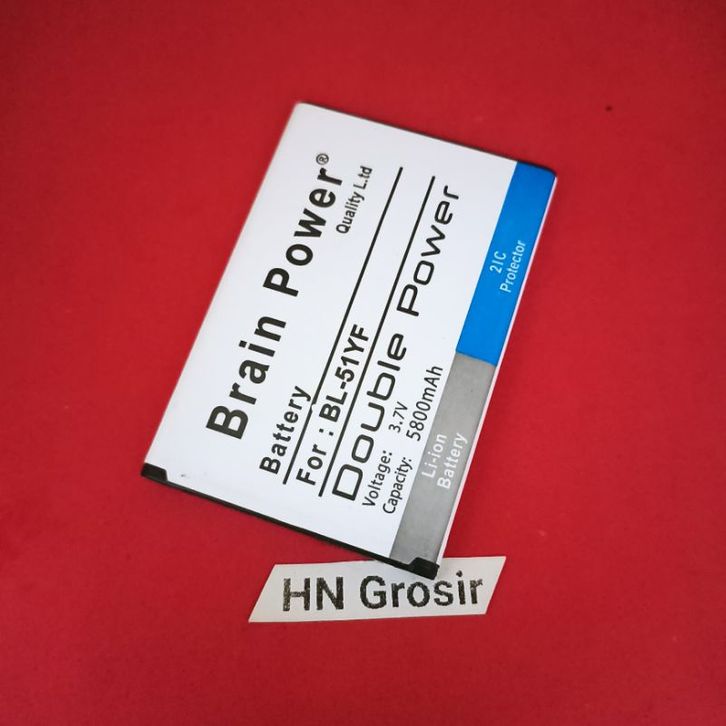 Brain Power®
Quality L.td
Battery
For : BL-51YF
Double Power
Voltage: 3.7V
Capacity: 5800mAh
Li-ion
Battery
2IC
Protector
HN Grosir